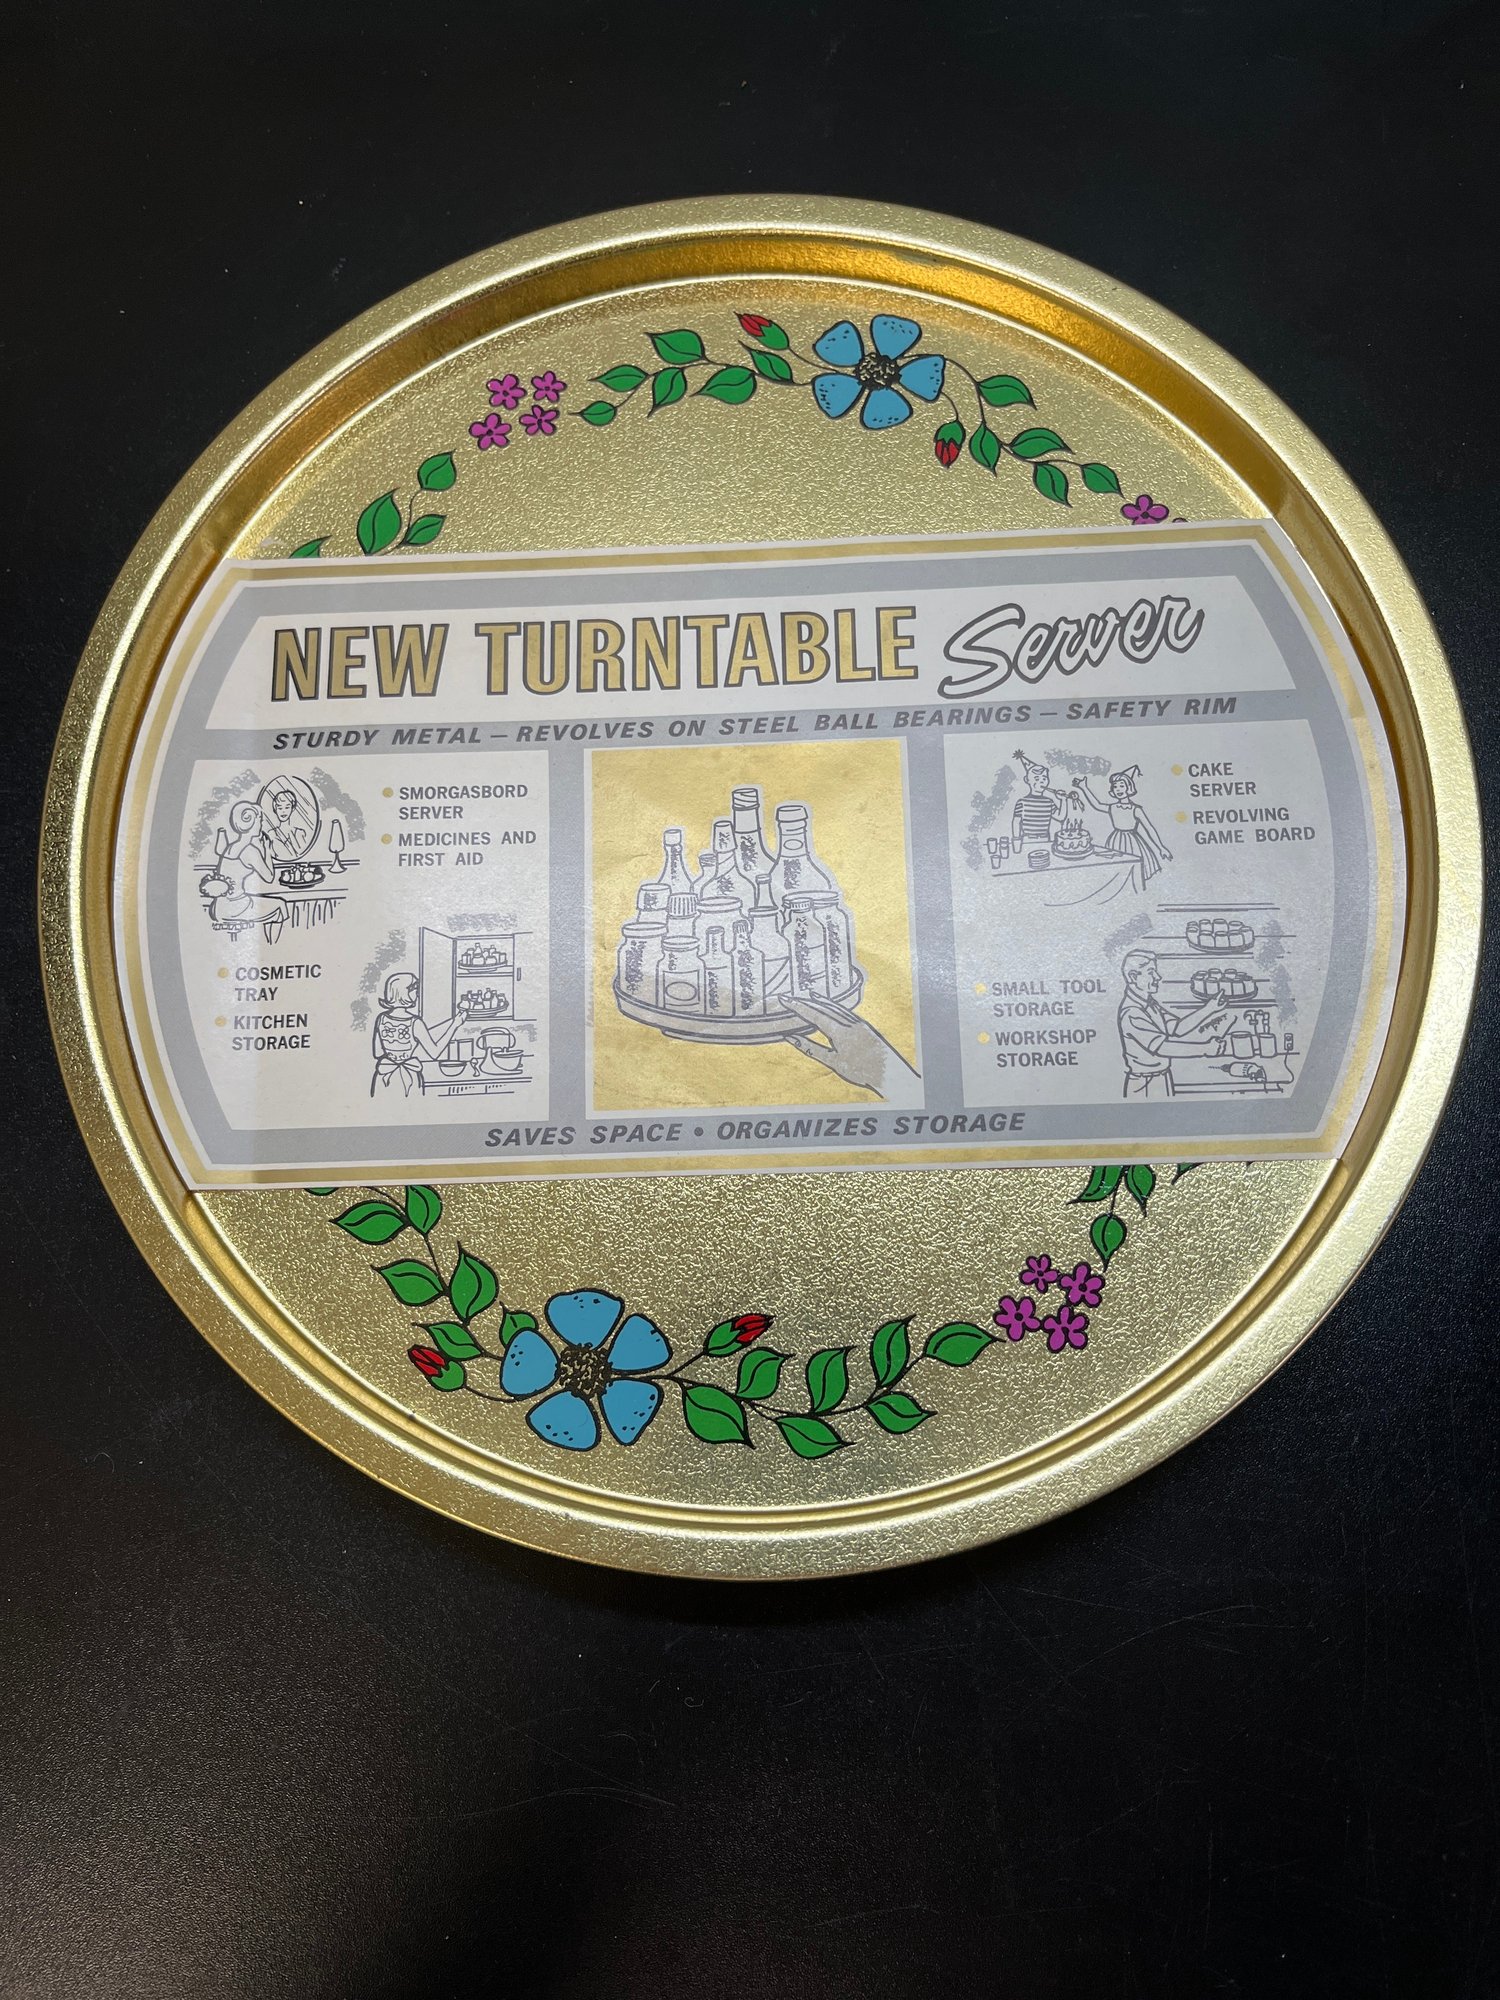 NEW TURNTABLE Server
STURDY METAL — REVOLVES ON STEEL BALL BEARINGS — SAFETY RIM
• SMORGASBORD
SERVER
• MEDICINES AND
FIRST AID
• COSMETIC
TRAY
• KITCHEN
STORAGE
• CAKE
SERVER
• REVOLVING
GAME BOARD
• SMALL TOOL
STORAGE
• WORKSHOP
STORAGE
SAVES SPACE • ORGANIZES STORAGE